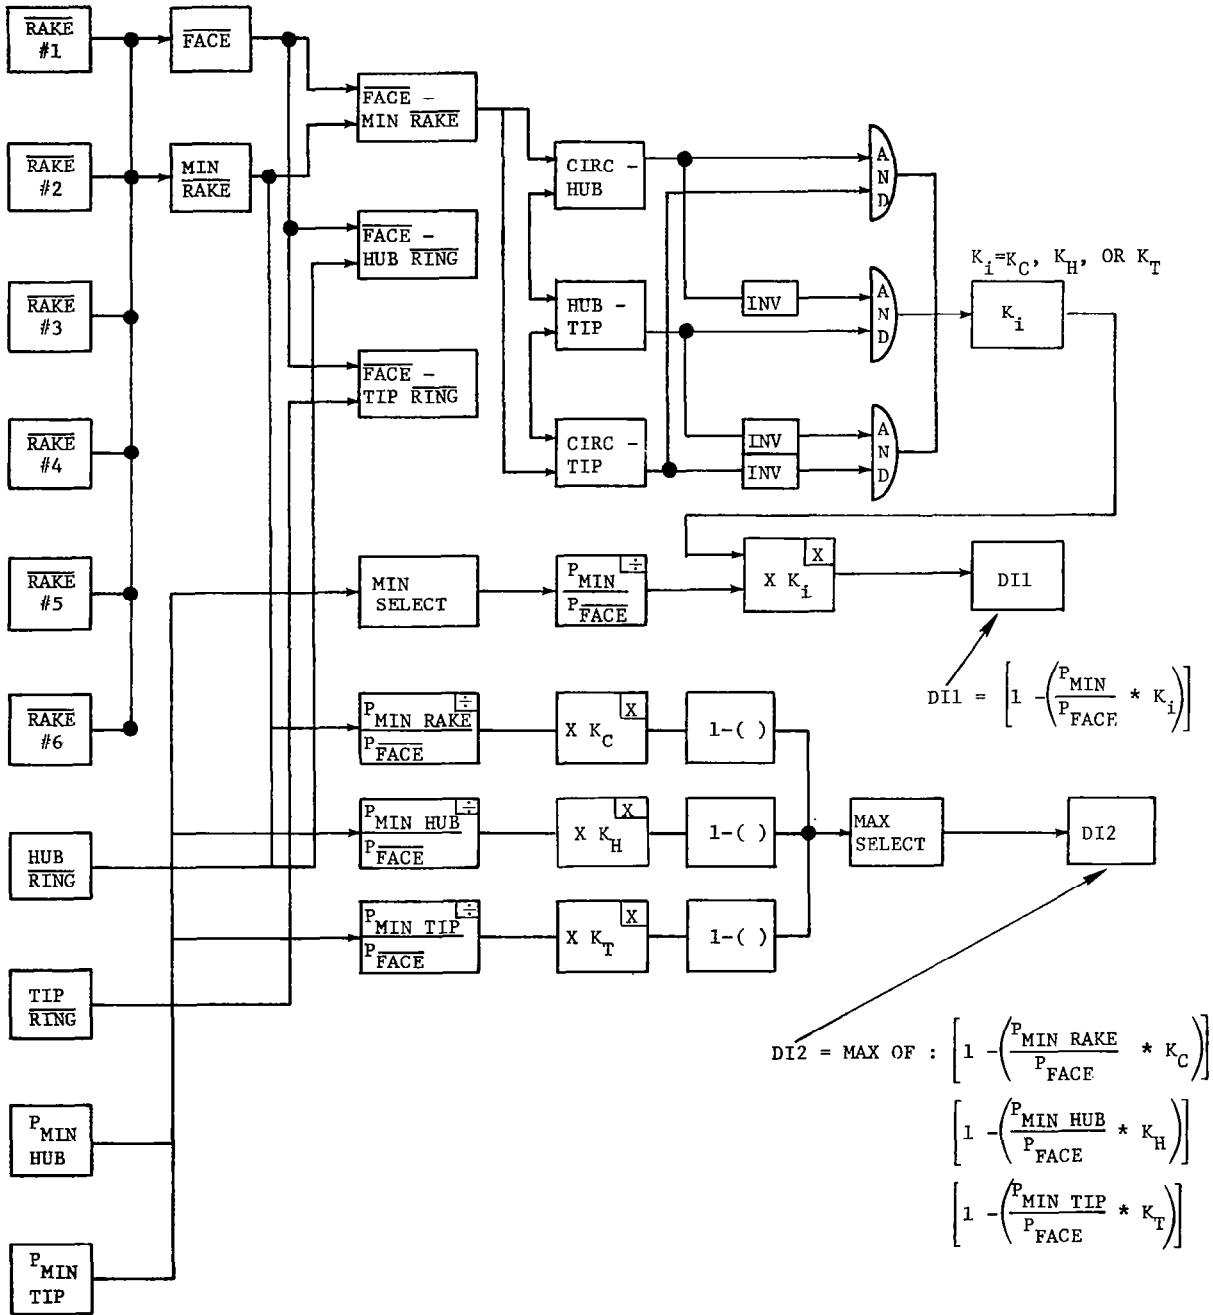 RAKE
#1
FACE
RAKE
#2
MIN
RAKE
RAKE
#3
RAKE
#4
RAKE
#5
RAKE
#6
HUB
RING
TIP
RING
P MIN
HUB
P MIN
TIP
FACE -
MIN RAKE
FACE -
HUB RING
FACE -
TIP RING
CIRC -
HUB
HUB -
TIP
CIRC -
TIP
INV
INV
INV
A
N
D
A
N
D
A
N
D
K_i=K_C, K_H, OR K_T
K_i
MIN
SELECT
P_MIN ÷
P_FACE
X
X K_i
DI1
DI1 = [1 -(P_MIN / P_FACE * K_i)]
P_MIN RAKE ÷
P_FACE
X
X K_C
1-( )
P_MIN HUB ÷
P_FACE
X
X K_H
1-( )
P_MIN TIP ÷
P_FACE
X
X K_T
1-( )
MAX
SELECT
DI2
DI2 = MAX OF : [1 -(P_MIN RAKE / P_FACE * K_C)]
[1 -(P_MIN HUB / P_FACE * K_H)]
[1 -(P_MIN TIP / P_FACE * K_T)]